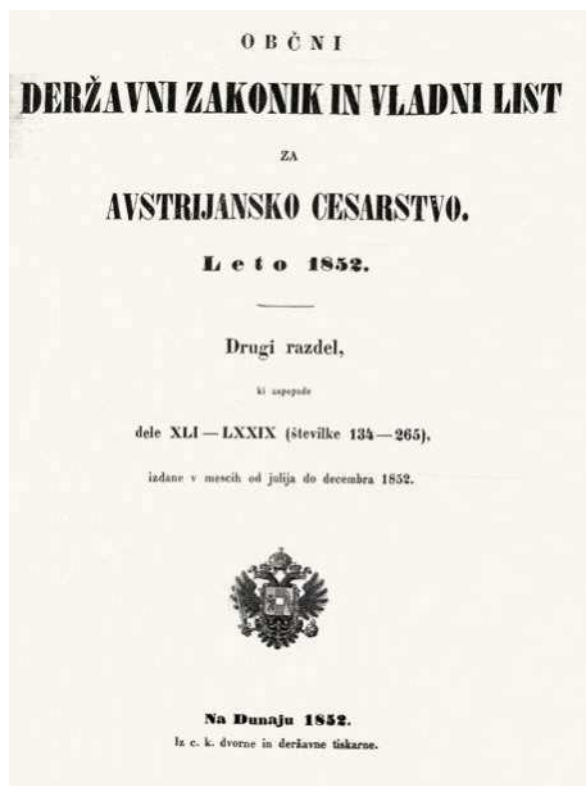 OBČNI
DERŽAVNI ZAKONIK IN VLADNI LIST
ZA
AVSTRIJANSKO CESARSTVO.
Leto 1852.
Drugi razdel,
ki zapopade
dele XLI — LXXIX (številke 134 — 265),
izdane v mescih od julija do decembra 1852.
Na Dunaju 1852.
Iz c. k. dvorne in deržavne tiskarne.